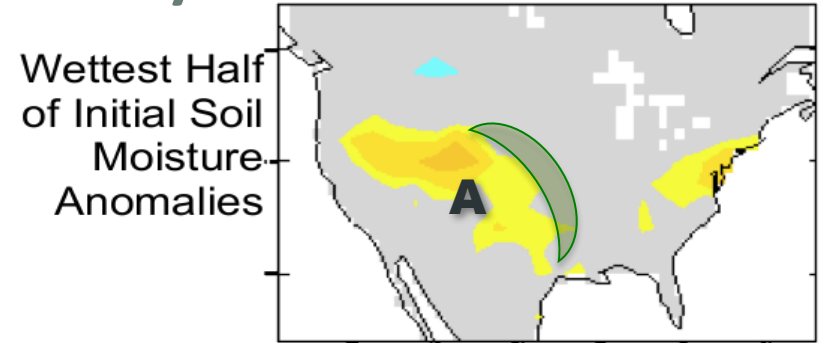 Wettest Half
of Initial Soil
Moisture
Anomalies
A